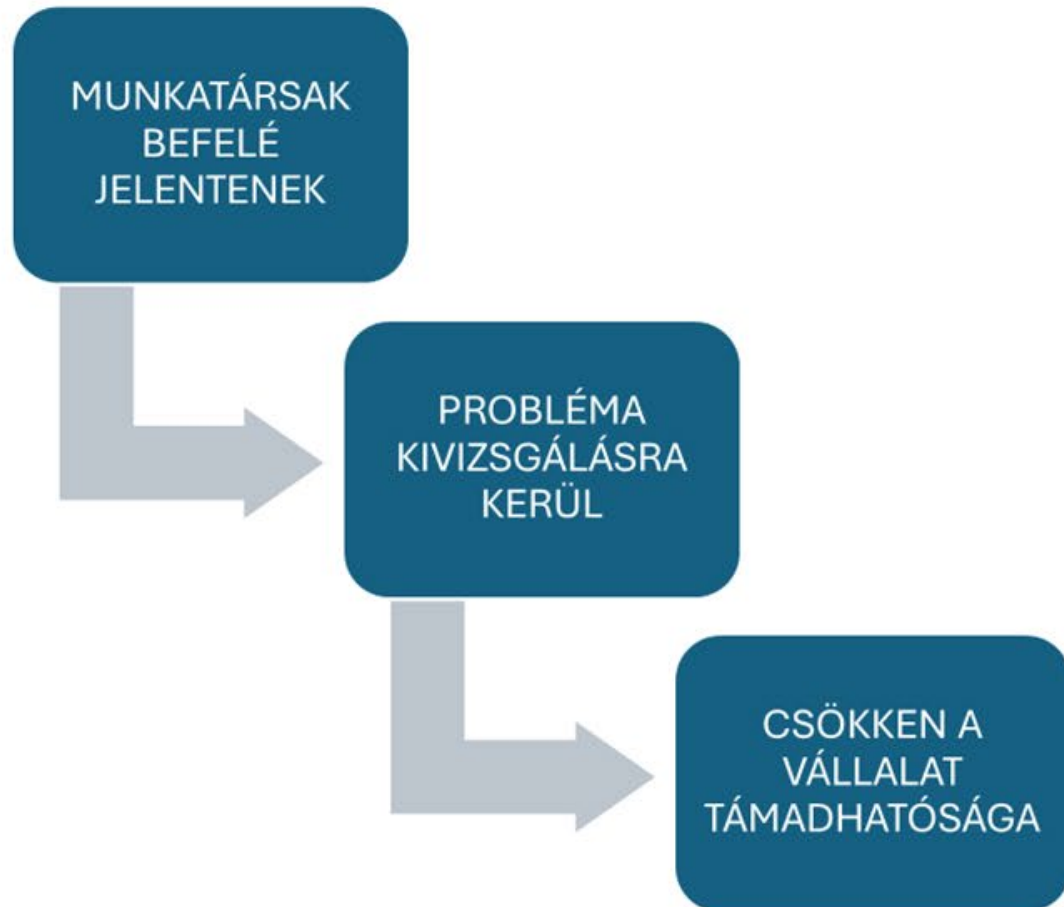 MUNKATÁRSAK
BEFELÉ
JELENTENEK
PROBLÉMA
KIVIZSGÁLÁSRA
KERÜL
CSÖKKEN A
VÁLLALAT
TÁMADHATÓSÁGA